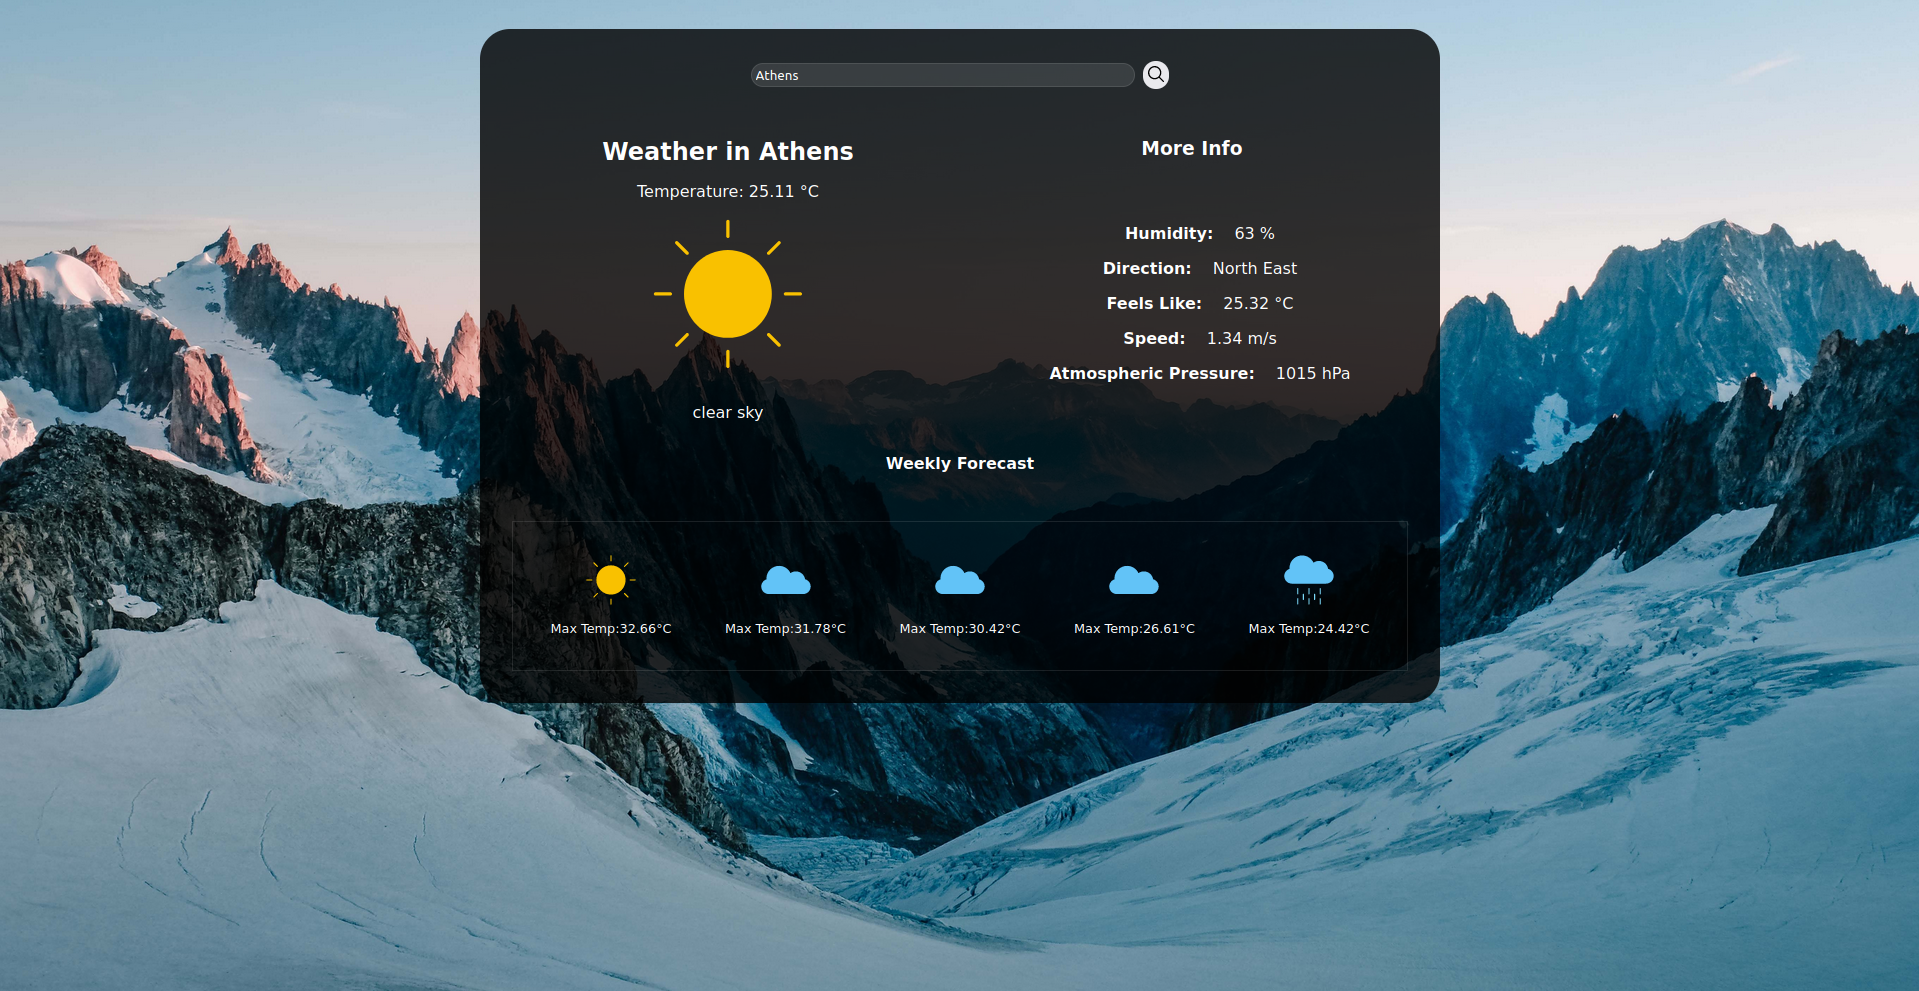 Athens
Weather in Athens
Temperature: 25.11 °C
clear sky
More Info
Humidity: 63 %
Direction: North East
Feels Like: 25.32 °C
Speed: 1.34 m/s
Atmospheric Pressure: 1015 hPa
Weekly Forecast
Max Temp:32.66°C
Max Temp:31.78°C
Max Temp:30.42°C
Max Temp:26.61°C
Max Temp:24.42°C